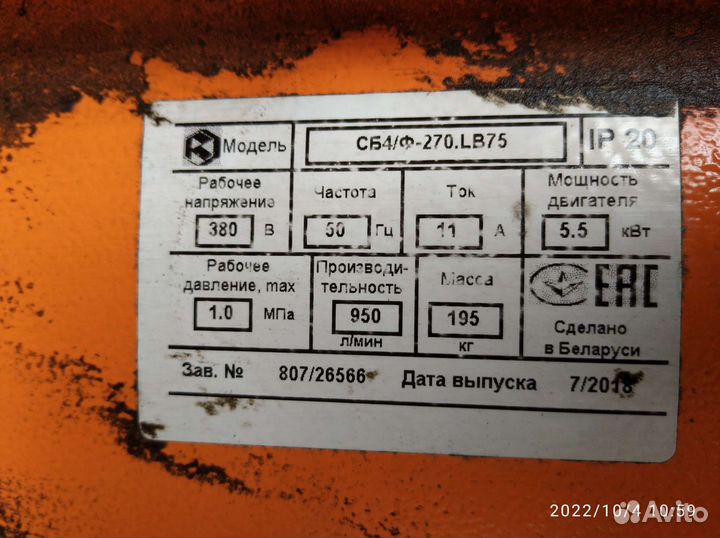 Модель СБ4/Ф-270.LB75 IP 20
Рабочее напряжение 380 В
Частота 50 Гц
Ток 11 А
Мощность двигателя 5.5 кВт
Рабочее давление, max 1.0 МПа
Производи-
тельность 950 л/мин
Масса 195 кг
EAC
Сделано
в Беларуси
Зав. № 807/26566 Дата выпуска 7/2018
2022/10/4 10:59
Avito